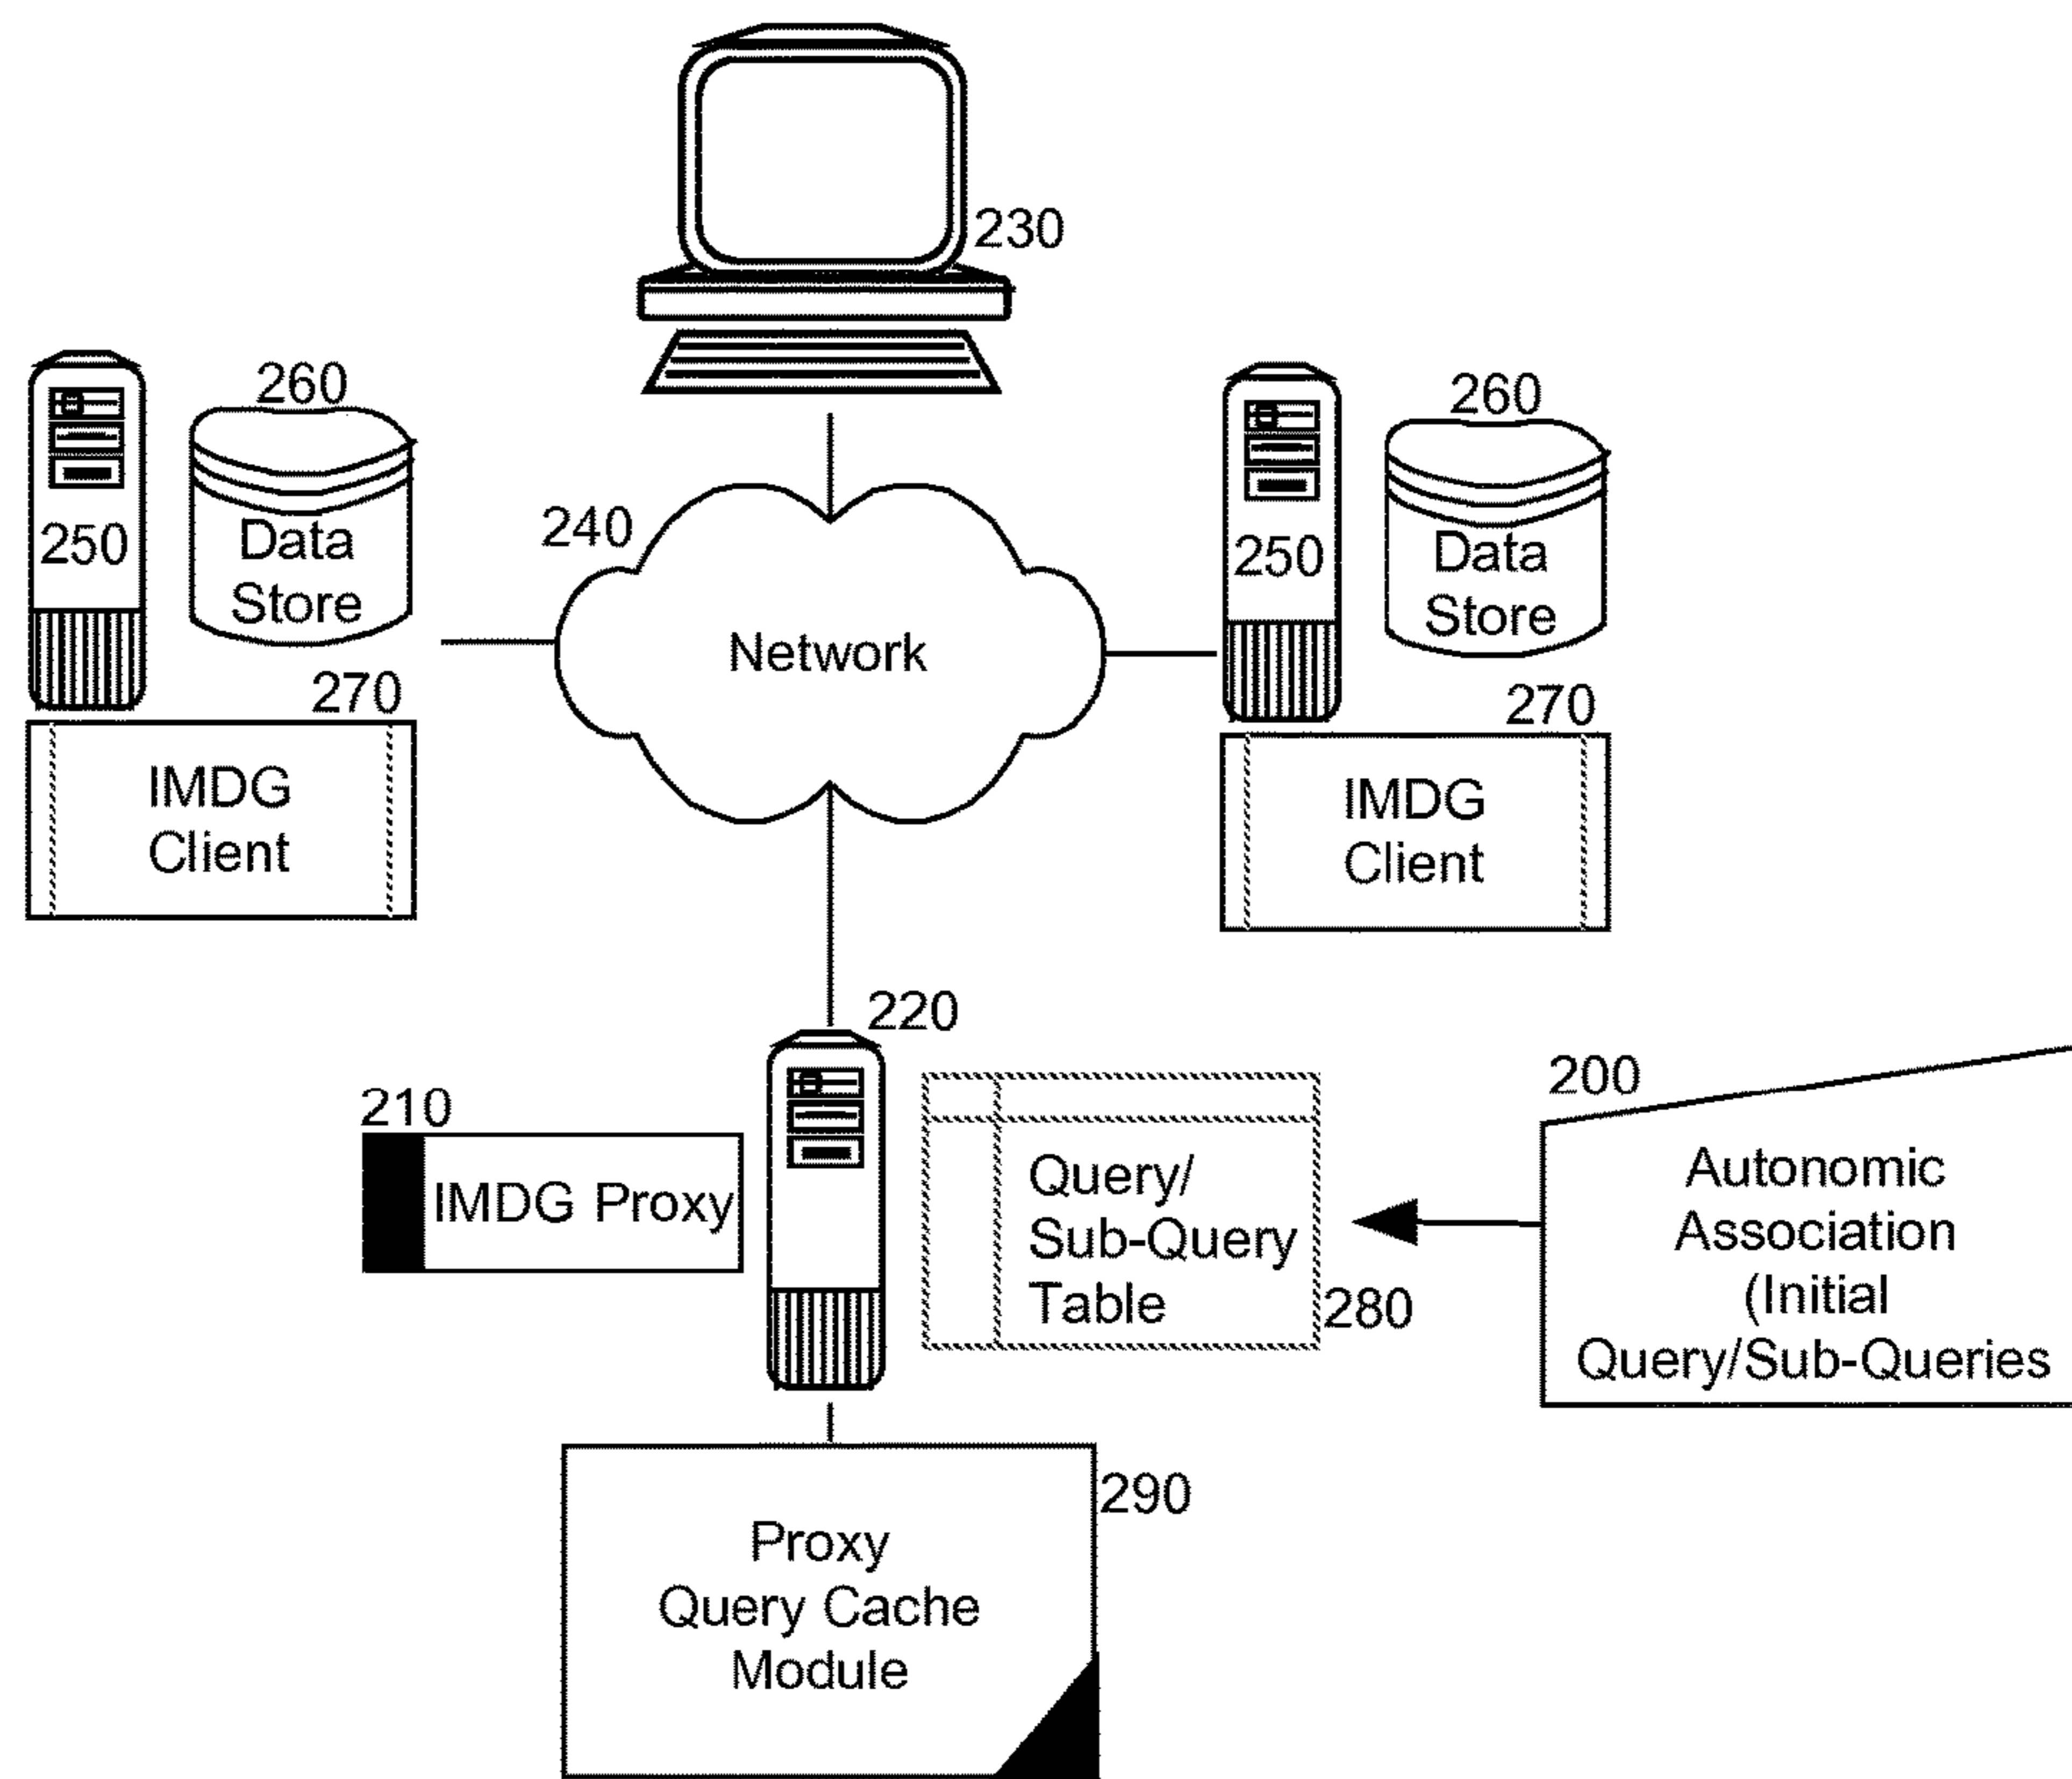 230
260
250
Data
Store
270
IMDG
Client
240
Network
260
250
Data
Store
270
IMDG
Client
220
210
IMDG Proxy
Query/
Sub-Query
Table
280
200
Autonomic
Association
(Initial
Query/Sub-Queries
290
Proxy
Query Cache
Module